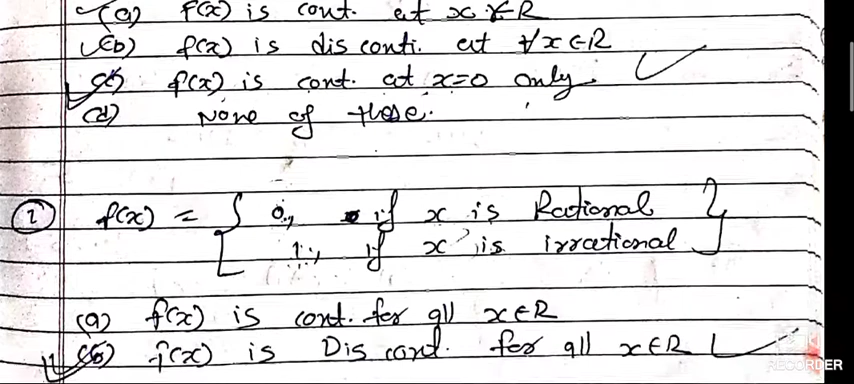 (a) f(x) is cont. at x ∀ R
(b) f(x) is dis conti. at ∀x∈R
(c) f(x) is cont. at x=0 only.
(d) None of these.
② f(x) = { 0, if x is Rational }
1, if x is irrational
(a) f(x) is cont. for all x∈R
(b) f(x) is Dis cont. for all x∈R
RECORDER